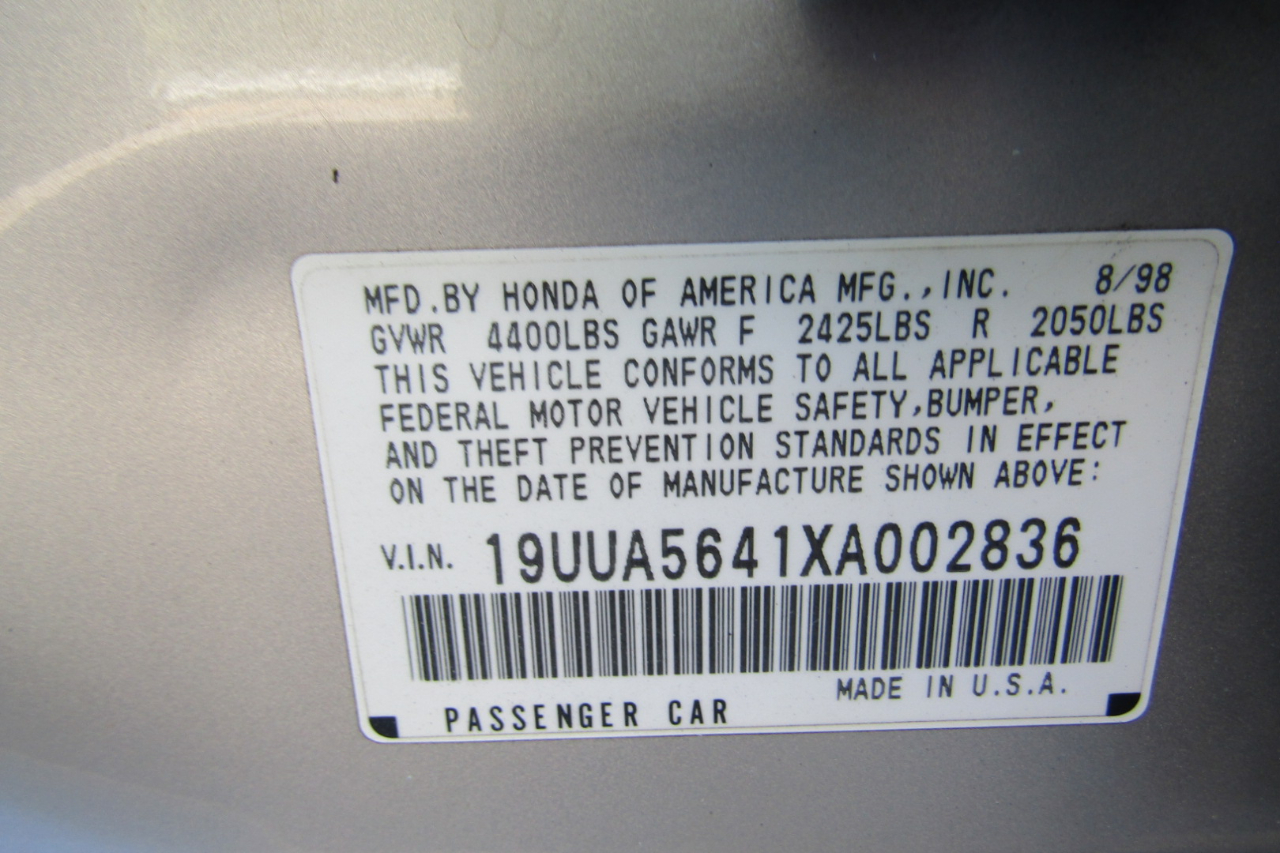 MFD.BY HONDA OF AMERICA MFG.,INC. 8/98
GVWR 4400LBS GAWR F 2425LBS R 2050LBS
THIS VEHICLE CONFORMS TO ALL APPLICABLE
FEDERAL MOTOR VEHICLE SAFETY,BUMPER,
AND THEFT PREVENTION STANDARDS IN EFFECT
ON THE DATE OF MANUFACTURE SHOWN ABOVE:
V.I.N. 19UUA5641XA002836
MADE IN U.S.A.
PASSENGER CAR